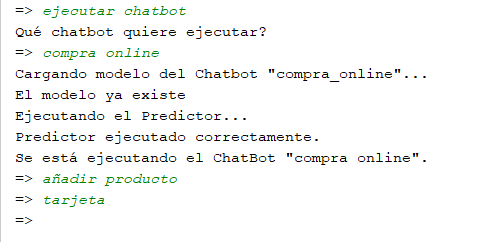 => ejecutar chatbot
Qué chatbot quiere ejecutar?
=> compra online
Cargando modelo del Chatbot "compra_online"...
El modelo ya existe
Ejecutando el Predictor...
Predictor ejecutado correctamente.
Se está ejecutando el ChatBot "compra online".
=> añadir producto
=> tarjeta
=>